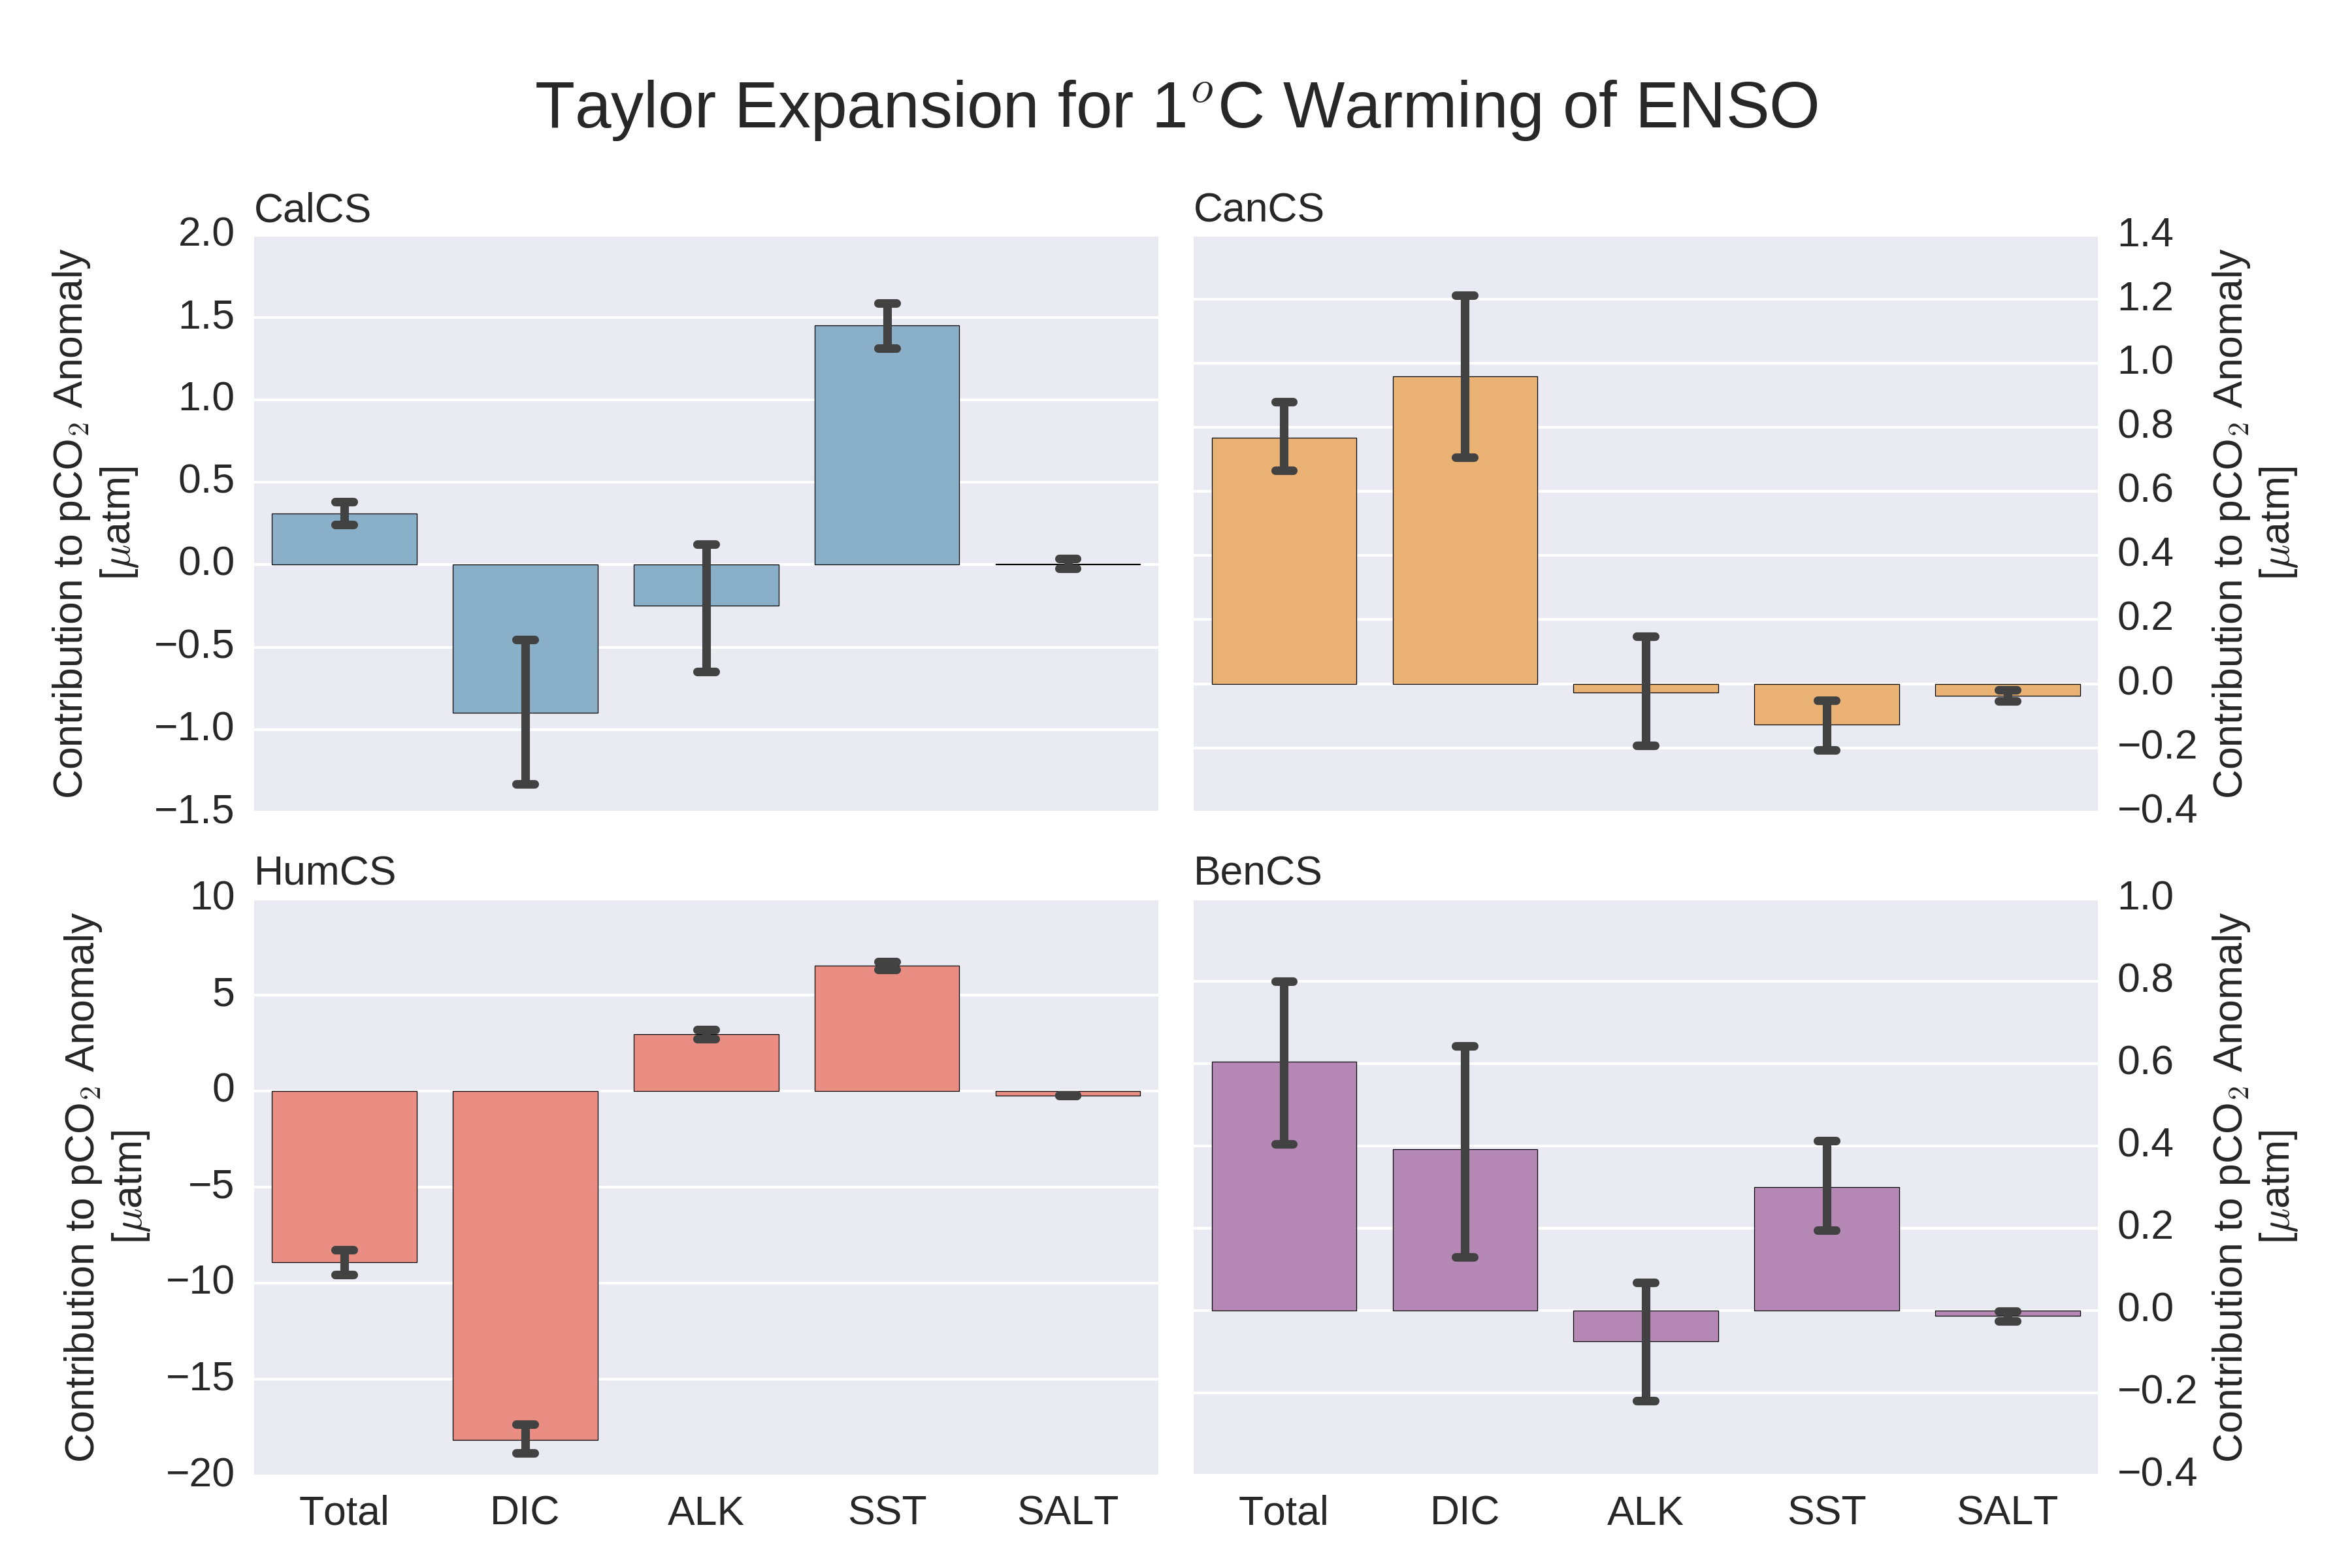 Taylor Expansion for 1°C Warming of ENSO
CalCS
Contribution to pCO₂ Anomaly
[μatm]
2.0
1.5
1.0
0.5
0.0
−0.5
−1.0
−1.5
CanCS
1.4
1.2
1.0
0.8
0.6
0.4
0.2
0.0
−0.2
−0.4
Contribution to pCO₂ Anomaly
[μatm]
HumCS
Contribution to pCO₂ Anomaly
[μatm]
10
5
0
−5
−10
−15
−20
Total DIC ALK SST SALT
BenCS
1.0
0.8
0.6
0.4
0.2
0.0
−0.2
−0.4
Contribution to pCO₂ Anomaly
[μatm]
Total DIC ALK SST SALT